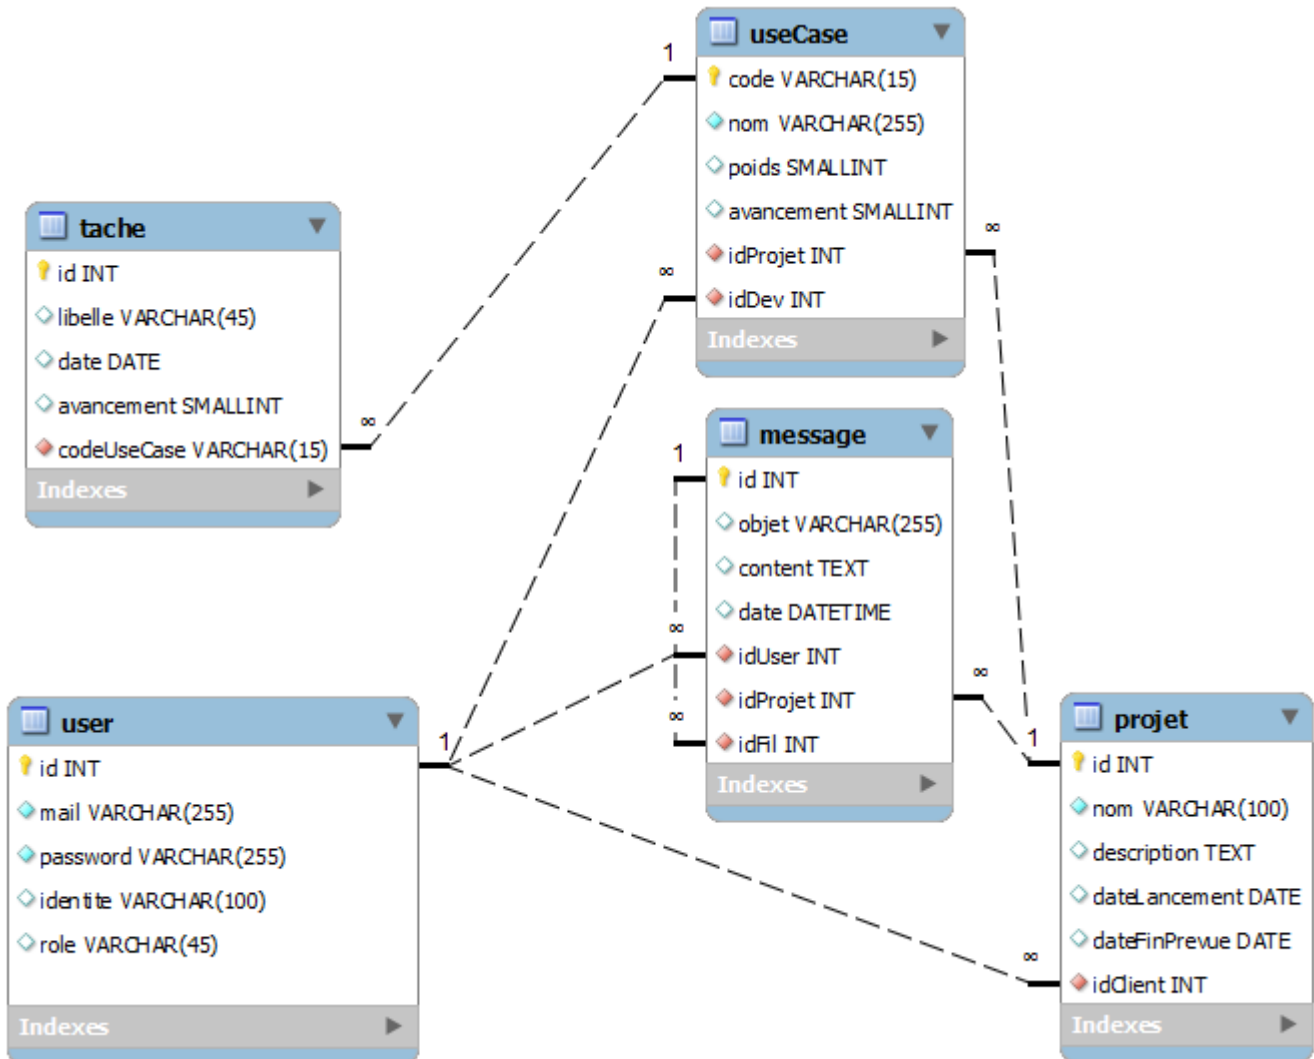 useCase
code VARCHAR(15)
nom VARCHAR(255)
poids SMALLINT
avancement SMALLINT
idProjet INT
idDev INT
Indexes
1
∞
∞
tache
id INT
libelle VARCHAR(45)
date DATE
avancement SMALLINT
codeUseCase VARCHAR(15)
Indexes
∞
message
id INT
objet VARCHAR(255)
content TEXT
date DATETIME
idUser INT
idProjet INT
idFil INT
Indexes
1
∞
∞
∞
user
id INT
mail VARCHAR(255)
password VARCHAR(255)
identite VARCHAR(100)
role VARCHAR(45)
Indexes
1
projet
id INT
nom VARCHAR(100)
description TEXT
dateLancement DATE
dateFinPrevue DATE
idClient INT
Indexes
1
∞